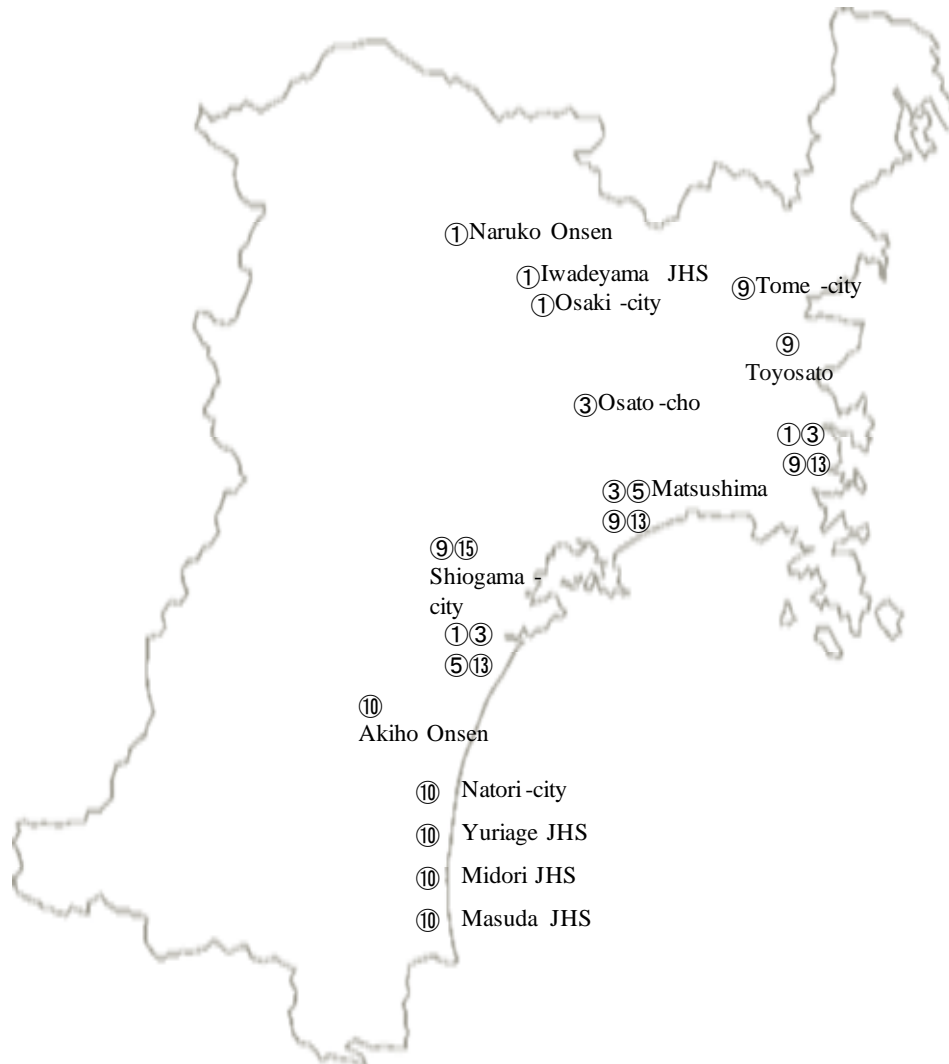 ①Naruko Onsen
①Iwadeyama JHS
⑨Tome -city
①Osaki -city
⑨
Toyosato
③Osato -cho
①③
⑨⑬
③⑤Matsushima
⑨⑬
⑨⑮
Shiogama -
city
①③
⑤⑬
⑩
Akiho Onsen
⑩ Natori -city
⑩ Yuriage JHS
⑩ Midori JHS
⑩ Masuda JHS